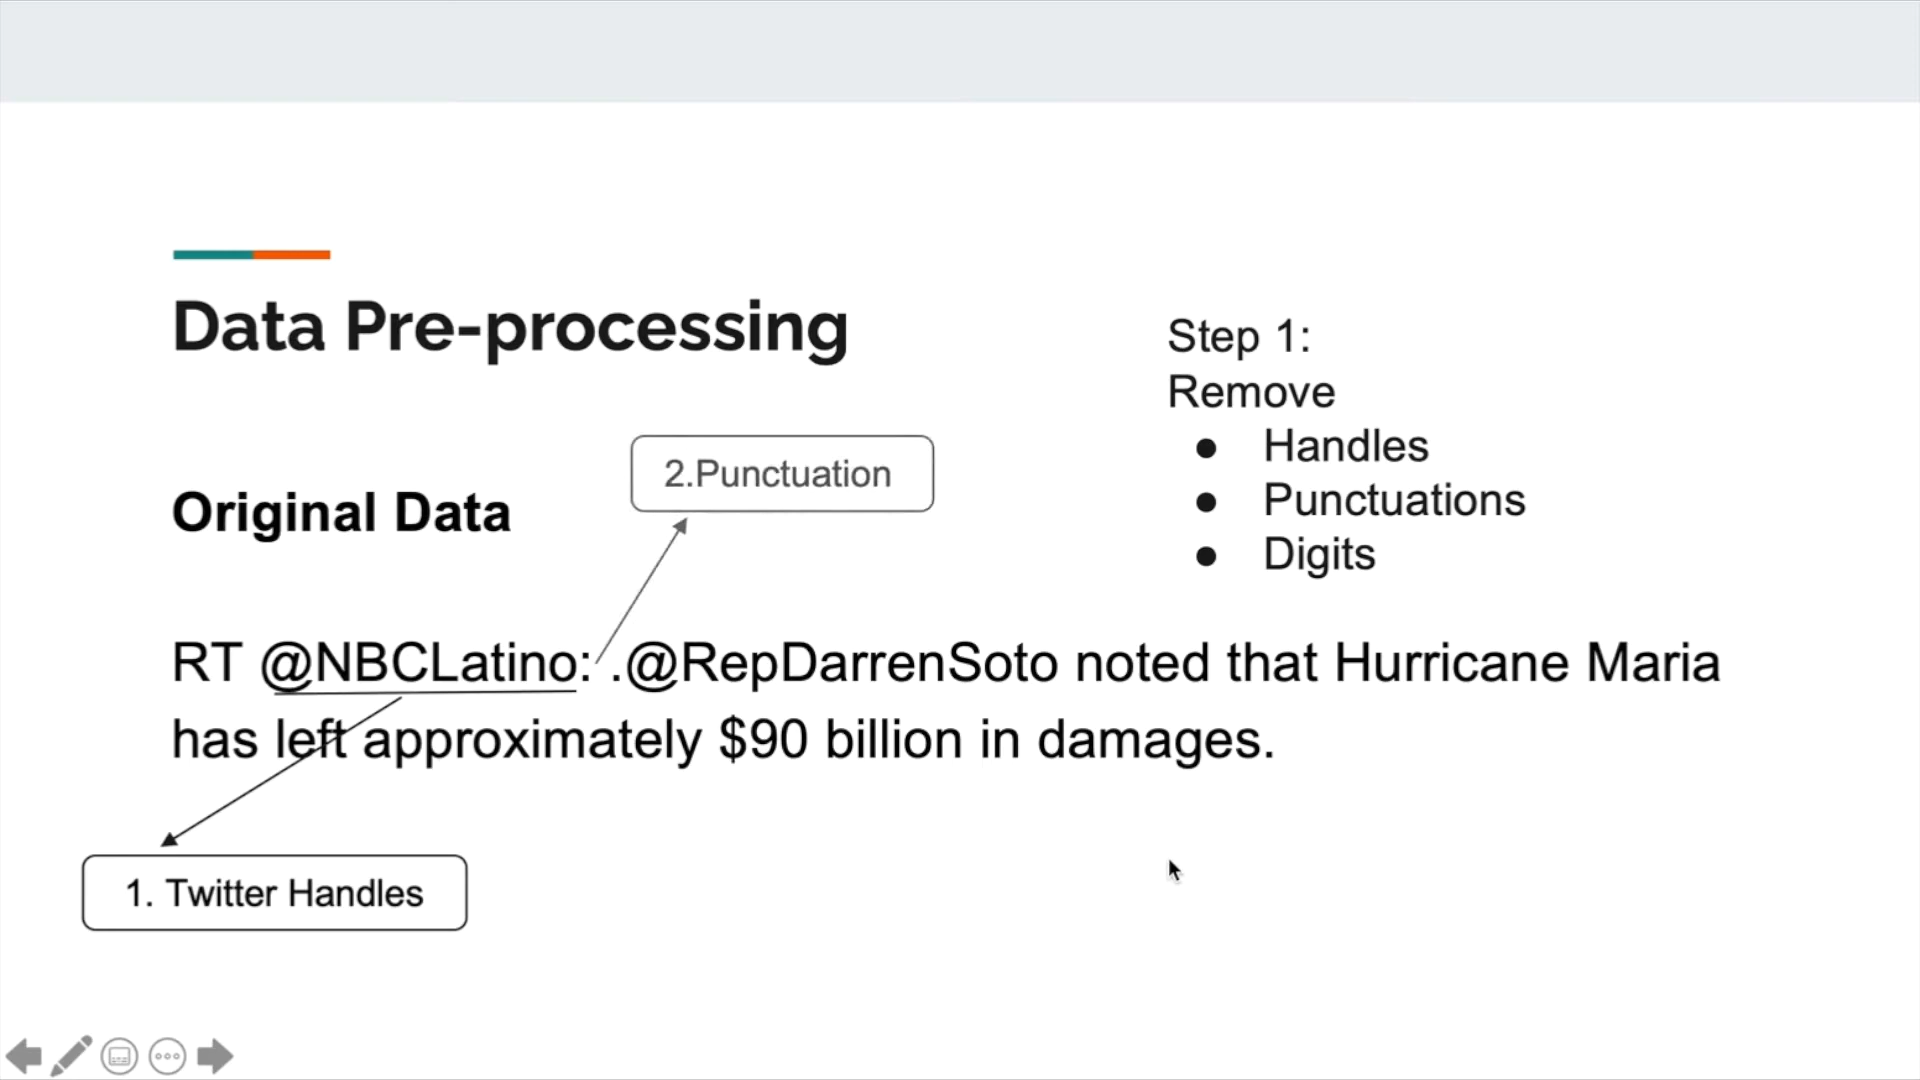 Data Pre-processing
Step 1:
Remove
● Handles
● Punctuations
● Digits
2.Punctuation
Original Data
RT @NBCLatino: .@RepDarrenSoto noted that Hurricane Maria
has left approximately $90 billion in damages.
1. Twitter Handles